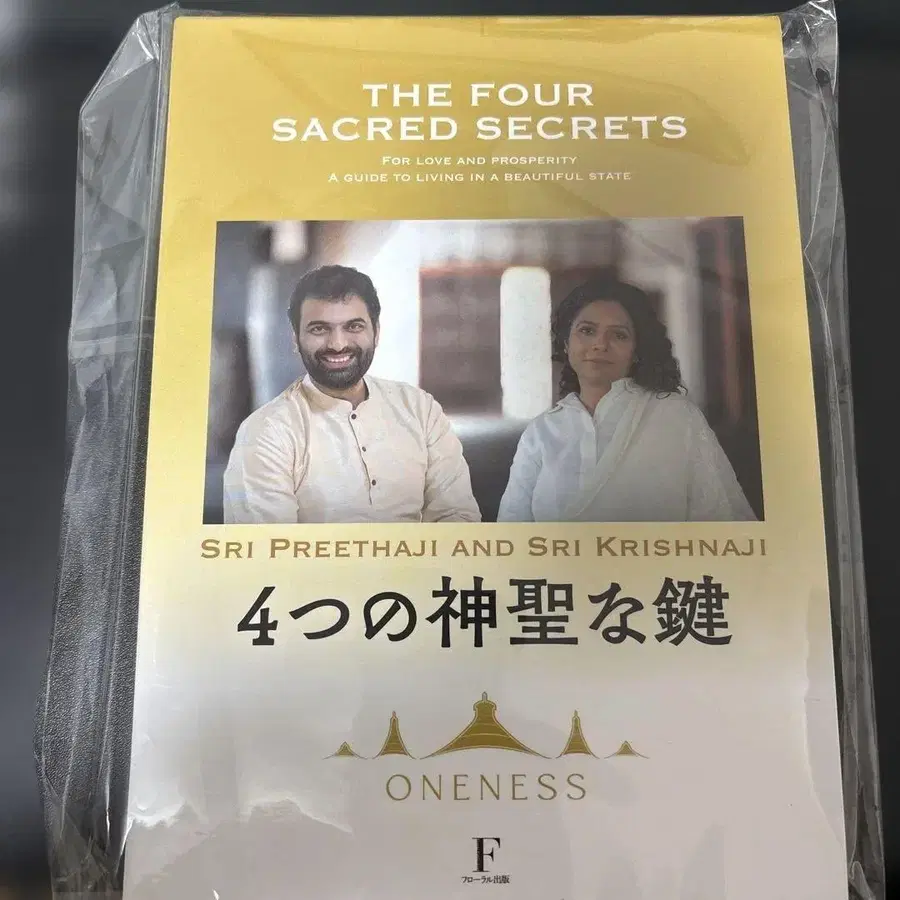 THE FOUR
SACRED SECRETS
FOR LOVE AND PROSPERITY
A GUIDE TO LIVING IN A BEAUTIFUL STATE
SRI PREETHAJI AND SRI KRISHNAJI
4つの神聖な鍵
ONENESS
F
フローラル出版